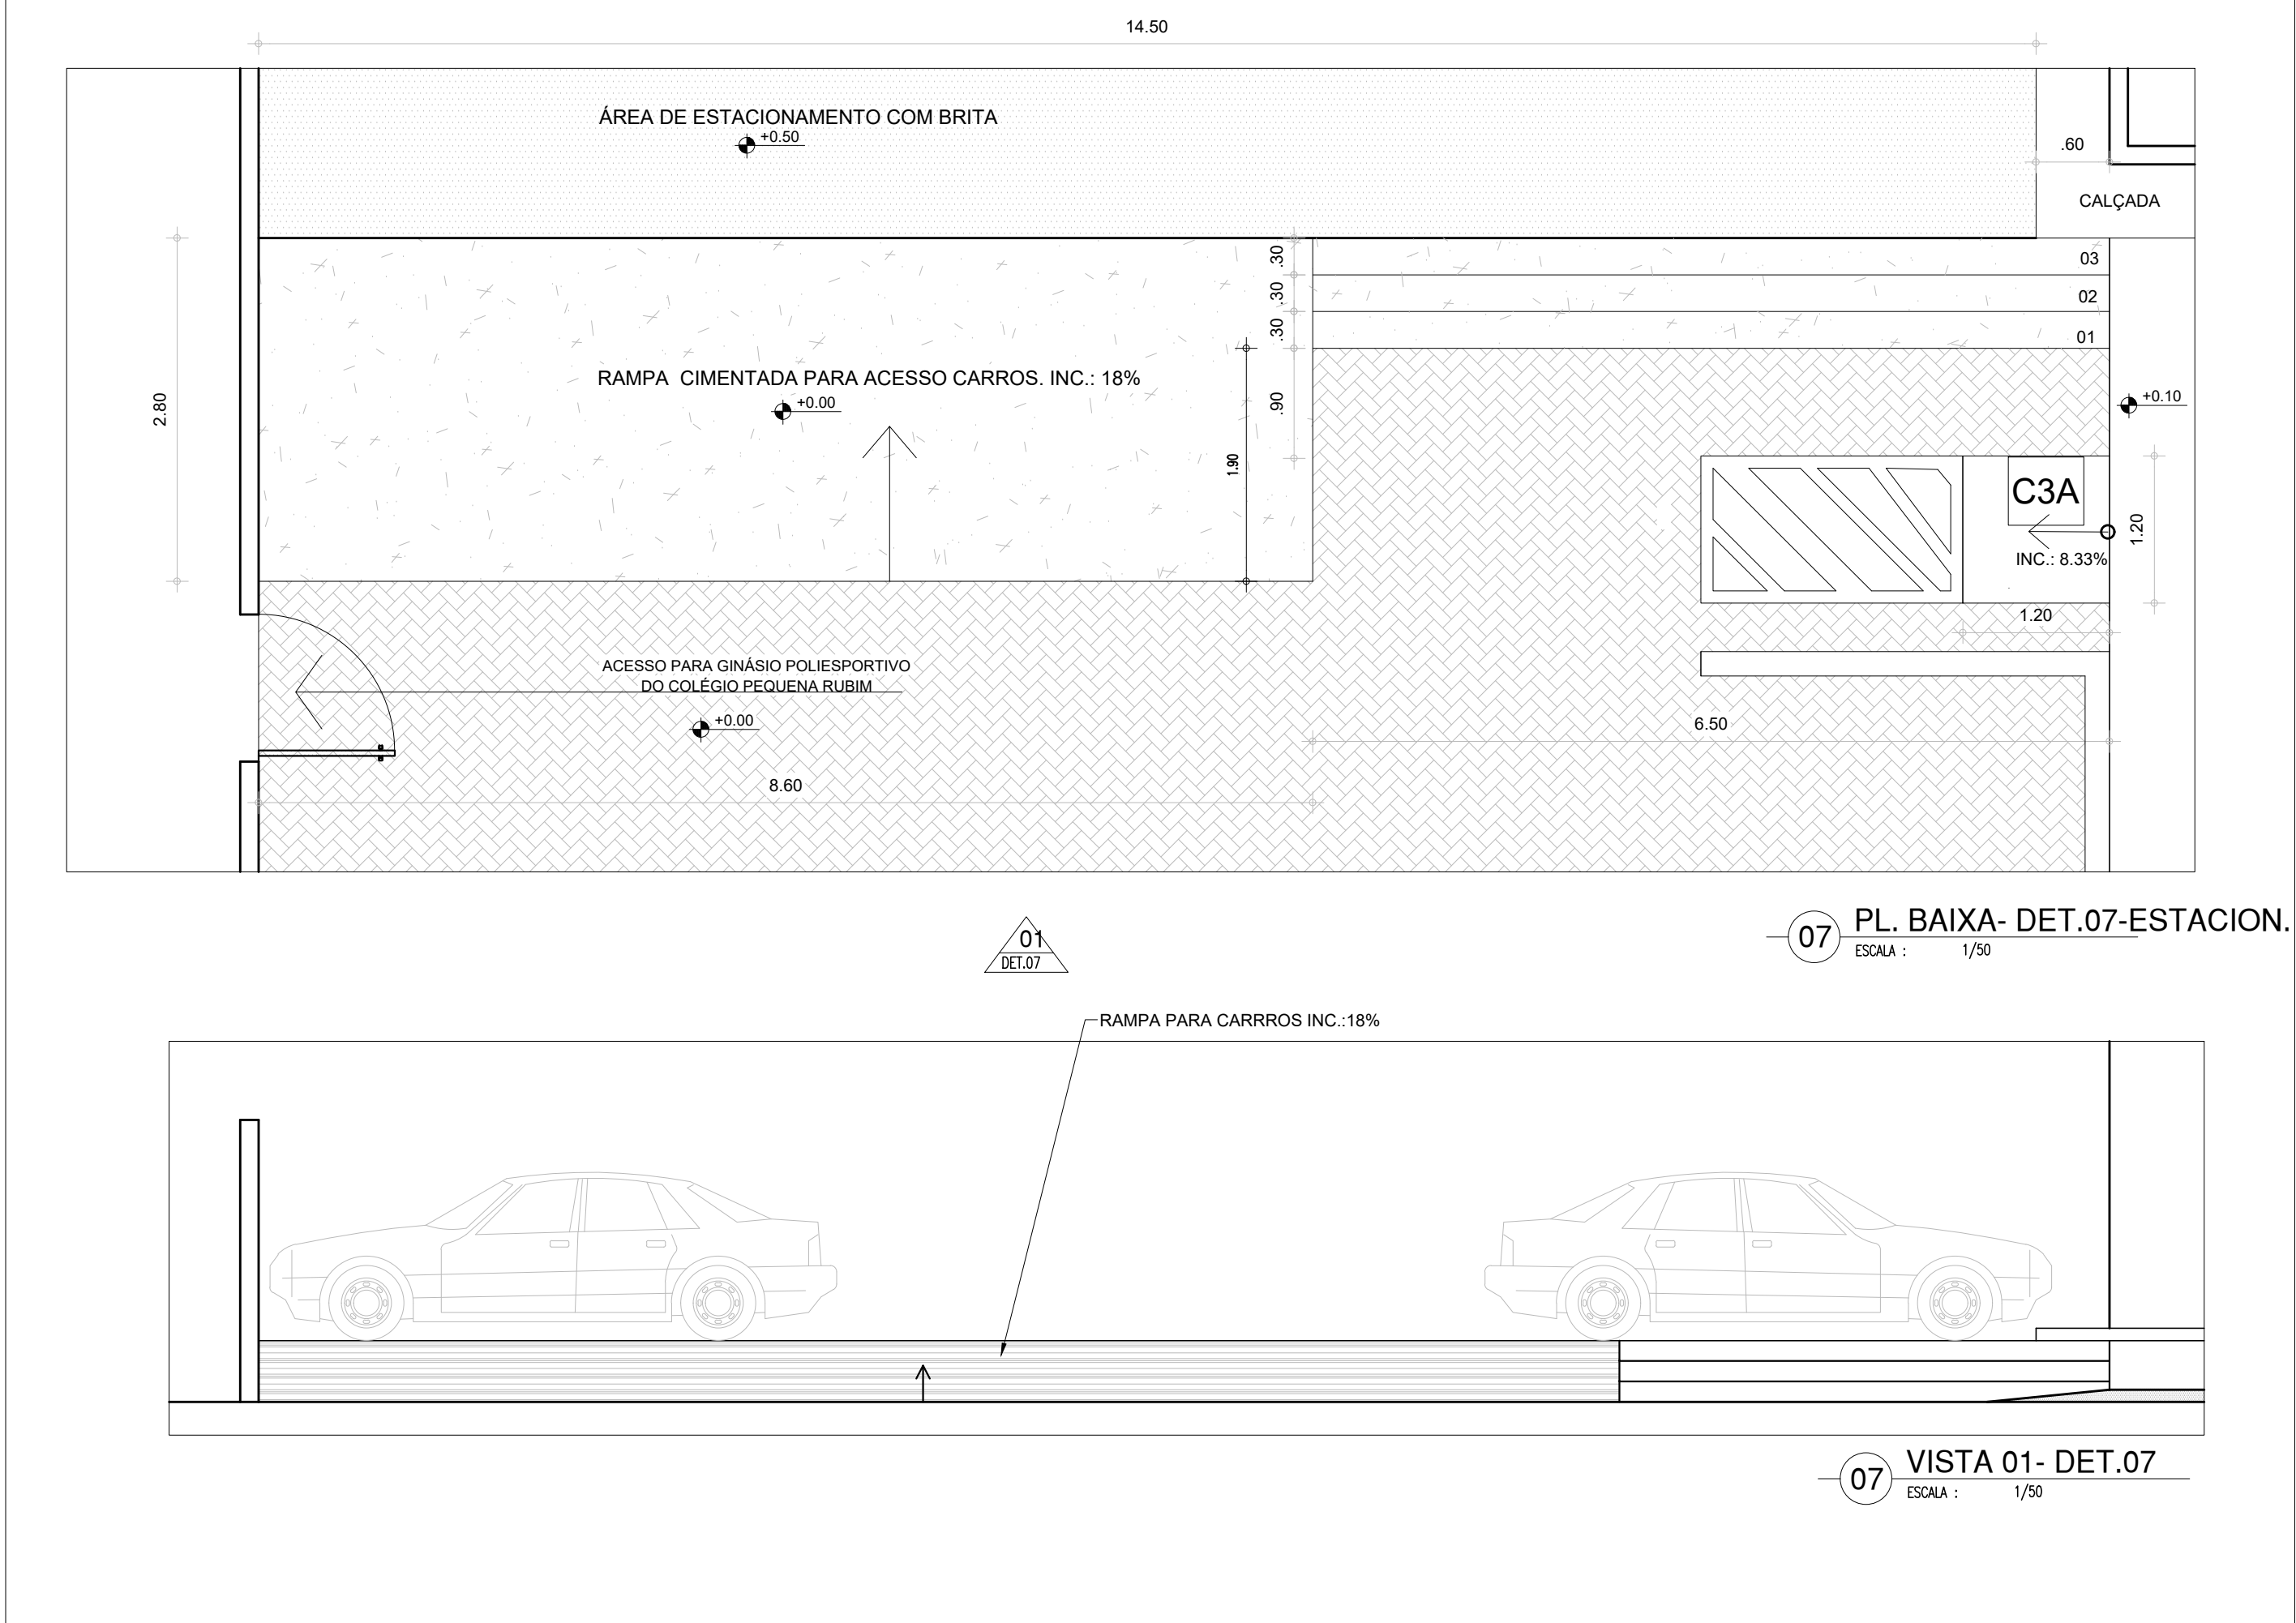 14.50
ÁREA DE ESTACIONAMENTO COM BRITA
+0.50
.60
CALÇADA
.30
.30
.30
03
02
01
RAMPA  CIMENTADA PARA ACESSO CARROS. INC.: 18%
+0.00
2.80
.90
1.90
+0.10
C3A
INC.: 8.33%
1.20
1.20
ACESSO PARA GINÁSIO POLIESPORTIVO
DO COLÉGIO PEQUENA RUBIM
+0.00
6.50
8.60
01
DET.07
07
PL. BAIXA- DET.07-ESTACION.
ESCALA : 1/50
RAMPA PARA CARRROS INC.:18%
07
VISTA 01- DET.07
ESCALA : 1/50